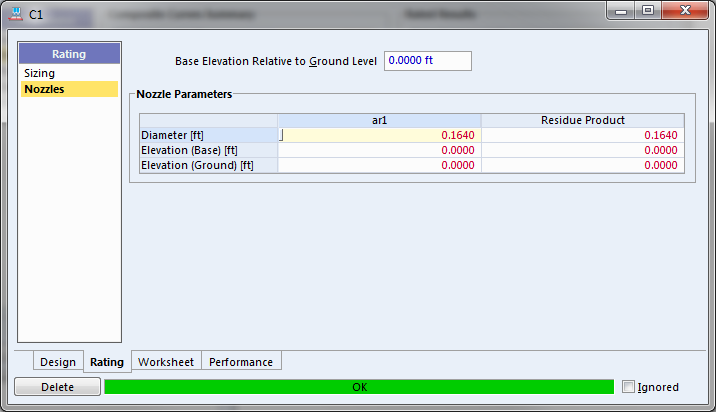 C1
Rating
Sizing
Nozzles
Base Elevation Relative to Ground Level 0.0000 ft
Nozzle Parameters
ar1 Residue Product
Diameter [ft] 0.1640 0.1640
Elevation (Base) [ft] 0.0000 0.0000
Elevation (Ground) [ft] 0.0000 0.0000
Design Rating Worksheet Performance
Delete OK Ignored